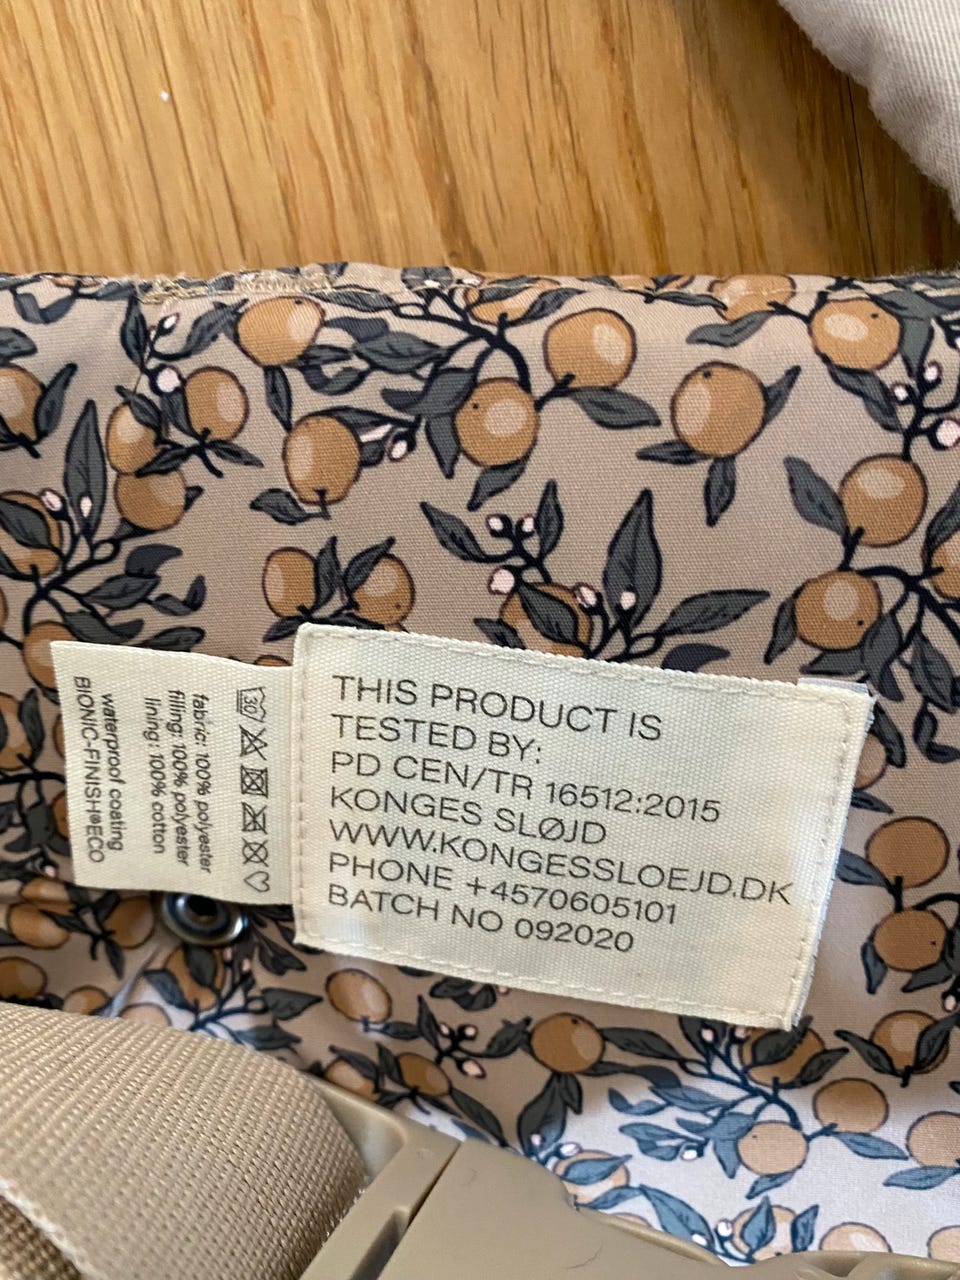 THIS PRODUCT IS
TESTED BY:
PD CEN/TR 16512:2015
KONGES SLØJD
WWW.KONGESSLOEJD.DK
PHONE +4570605101
BATCH NO 092020
30
fabric: 100% polyester
filling: 100% polyester
lining: 100% cotton
waterproof coating
BIONIC-FINISH®ECO